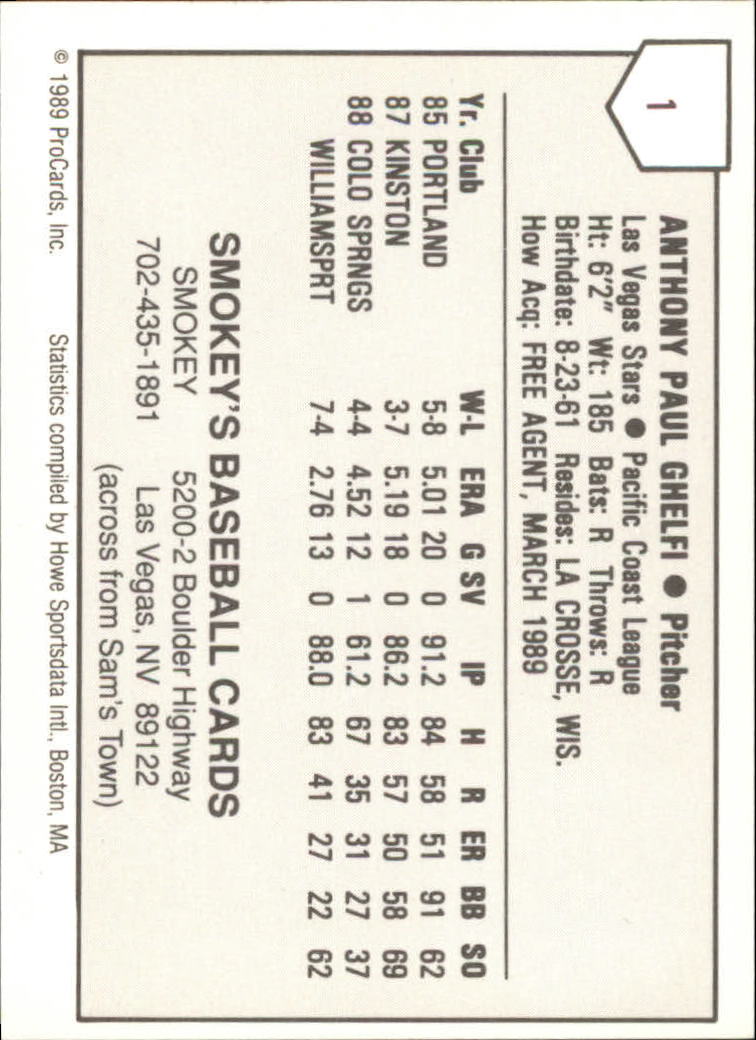 1
ANTHONY PAUL GHELFI ● Pitcher
Las Vegas Stars ● Pacific Coast League
Ht: 6'2" Wt: 185 Bats: R Throws: R
Birthdate: 8-23-61 Resides: LA CROSSE, WIS.
How Acq: FREE AGENT, MARCH 1989
Yr. Club W-L ERA G SV IP H R ER BB SO
85 PORTLAND 5-8 5.01 20 0 91.2 84 58 51 91 62
87 KINSTON 3-7 5.19 18 0 86.2 83 57 50 58 69
88 COLO SPRNGS 4-4 4.52 12 1 61.2 67 35 31 27 37
WILLIAMSPRT 7-4 2.76 13 0 88.0 83 41 27 22 62
SMOKEY'S BASEBALL CARDS
SMOKEY 5200-2 Boulder Highway
702-435-1891 Las Vegas, NV 89122
(across from Sam's Town)
© 1989 ProCards, Inc. Statistics compiled by Howe Sportsdata Intl., Boston, MA